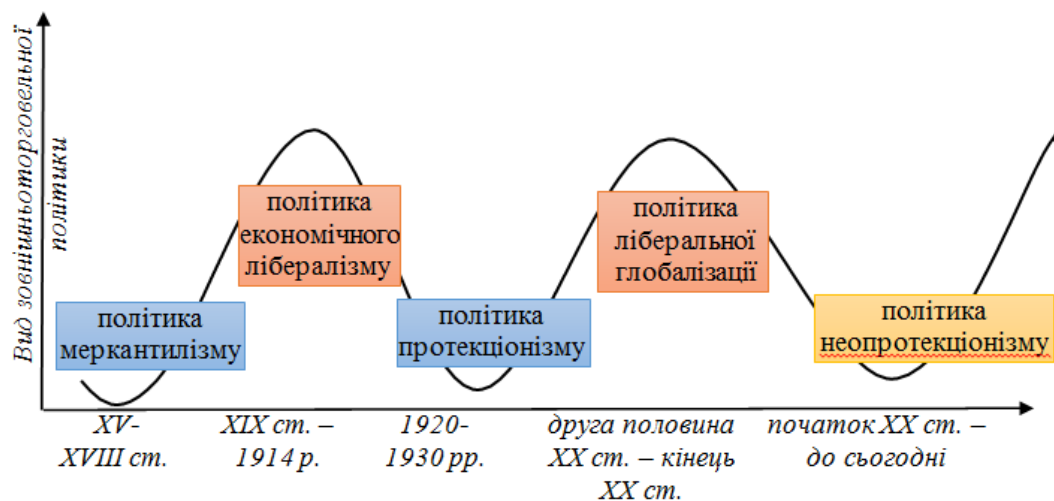 Вид зовнішньоторговельної
політики
політика
меркантилізму
політика
економічного
лібералізму
політика
протекціонізму
політика
ліберальної
глобалізації
політика
неопротекціонізму
XV-
XVIII ст.
XIX ст. –
1914 р.
1920-
1930 рр.
друга половина
XX ст. – кінець
XX ст.
початок XX ст. –
до сьогодні